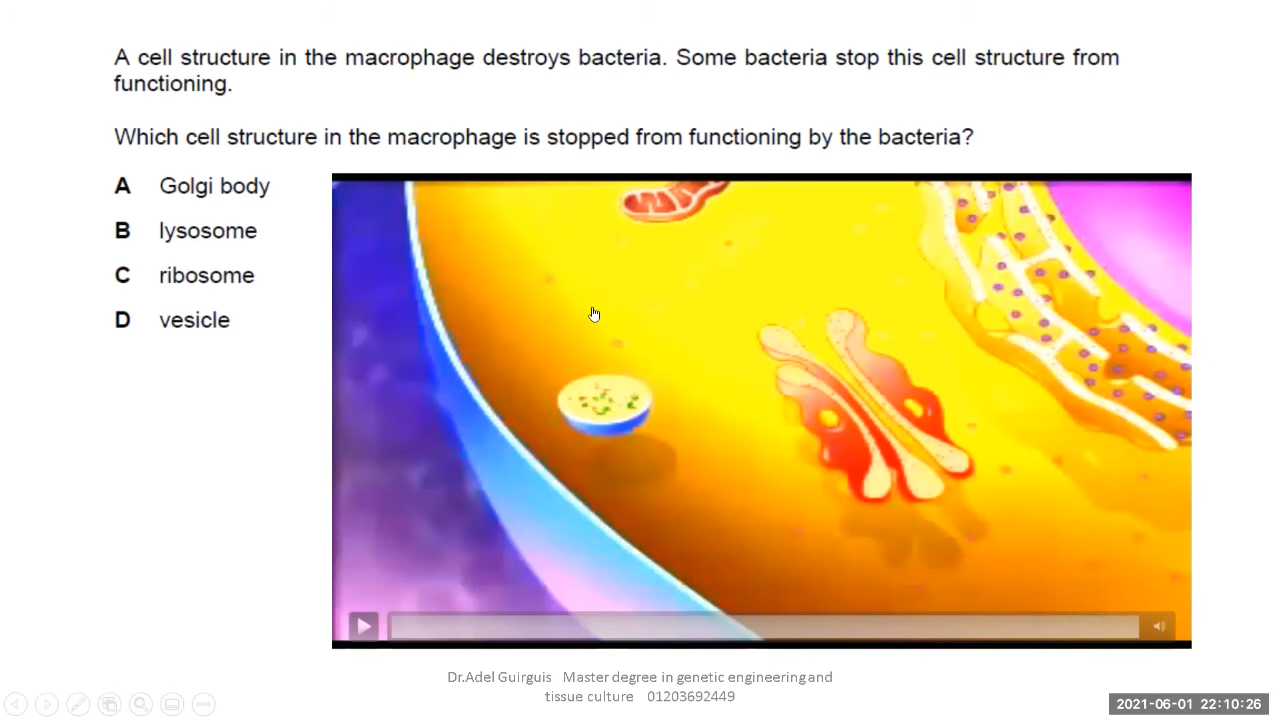 A cell structure in the macrophage destroys bacteria. Some bacteria stop this cell structure from
functioning.
Which cell structure in the macrophage is stopped from functioning by the bacteria?
A Golgi body
B lysosome
C ribosome
D vesicle
Dr.Adel Guirguis Master degree in genetic engineering and
tissue culture 01203692449
2021-06-01 22:10:26